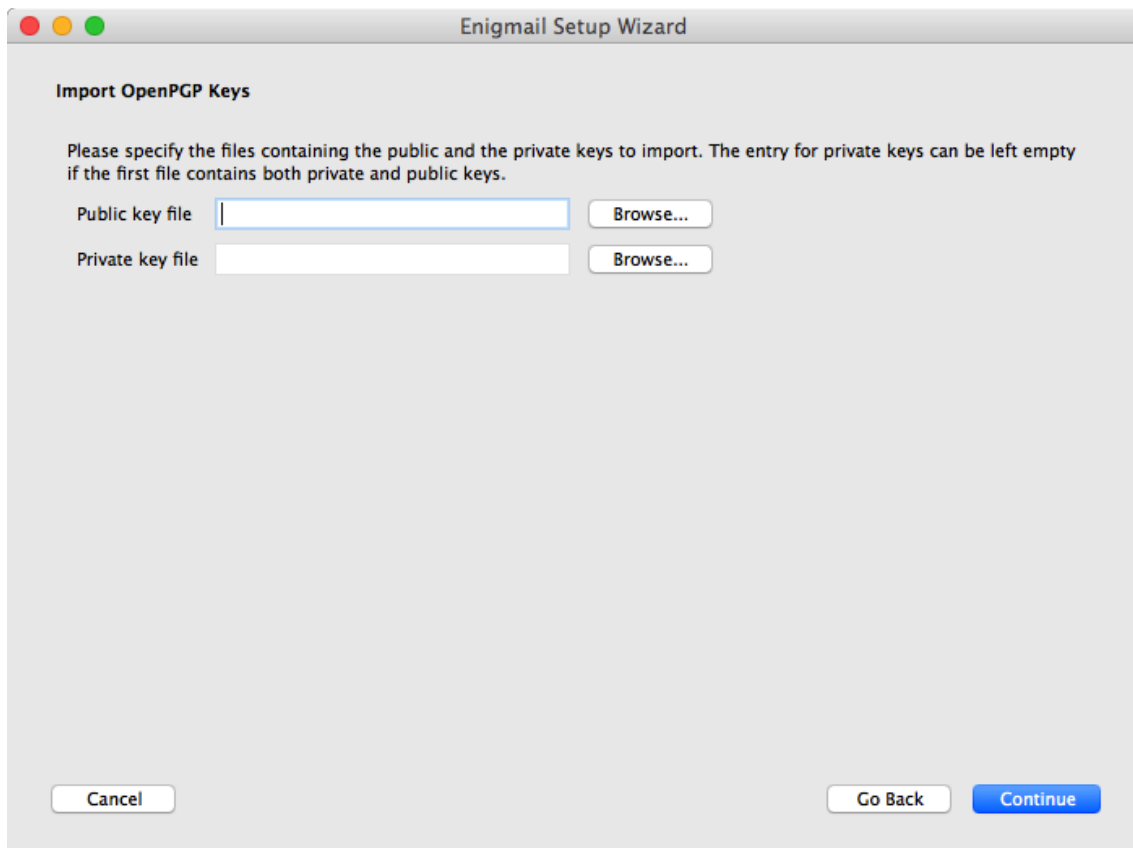 Enigmail Setup Wizard
Import OpenPGP Keys
Please specify the files containing the public and the private keys to import. The entry for private keys can be left empty
if the first file contains both private and public keys.
Public key file Browse...
Private key file Browse...
Cancel Go Back Continue